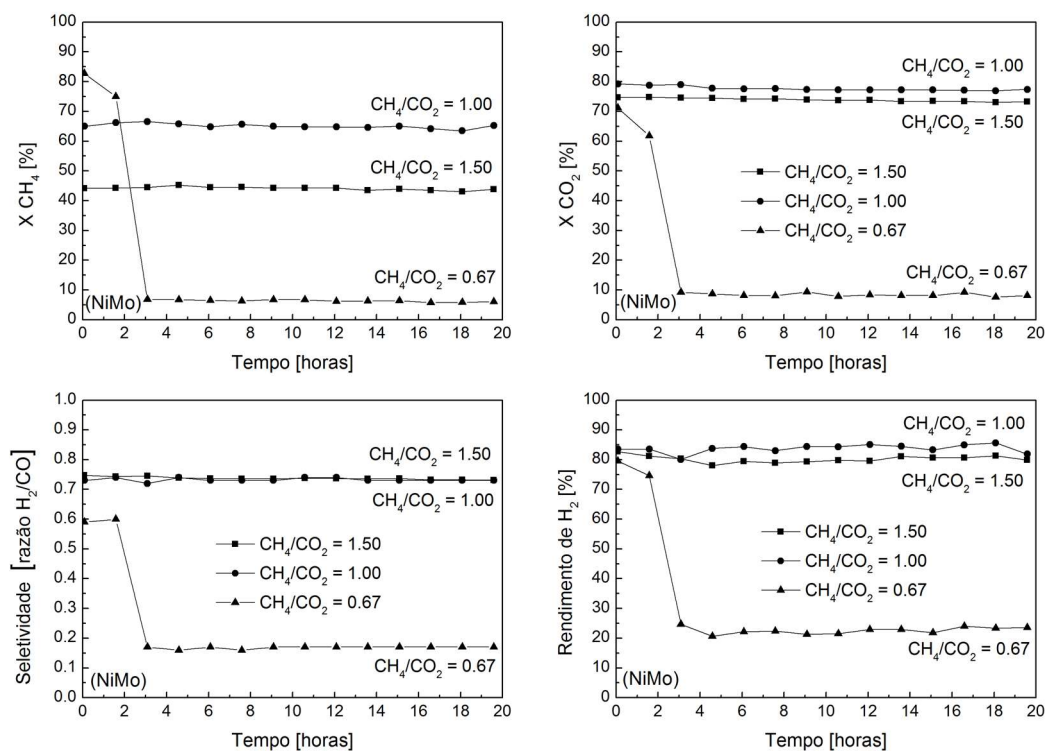 100
90
80
70
60
50
40
30
20
10
0
X CH₄ [%]
CH₄/CO₂ = 1.00
CH₄/CO₂ = 1.50
CH₄/CO₂ = 0.67
(NiMo)
0 2 4 6 8 10 12 14 16 18 20
Tempo [horas]
100
90
80
70
60
50
40
30
20
10
0
X CO₂ [%]
CH₄/CO₂ = 1.00
CH₄/CO₂ = 1.50
CH₄/CO₂ = 1.50
CH₄/CO₂ = 1.00
CH₄/CO₂ = 0.67
CH₄/CO₂ = 0.67
(NiMo)
0 2 4 6 8 10 12 14 16 18 20
Tempo [horas]
1.0
0.9
0.8
0.7
0.6
0.5
0.4
0.3
0.2
0.1
0.0
Seletividade [razão H₂/CO]
CH₄/CO₂ = 1.50
CH₄/CO₂ = 1.00
CH₄/CO₂ = 1.50
CH₄/CO₂ = 1.00
CH₄/CO₂ = 0.67
CH₄/CO₂ = 0.67
(NiMo)
0 2 4 6 8 10 12 14 16 18 20
Tempo [horas]
100
90
80
70
60
50
40
30
20
10
0
Rendimento de H₂ [%]
CH₄/CO₂ = 1.00
CH₄/CO₂ = 1.50
CH₄/CO₂ = 1.50
CH₄/CO₂ = 1.00
CH₄/CO₂ = 0.67
CH₄/CO₂ = 0.67
(NiMo)
0 2 4 6 8 10 12 14 16 18 20
Tempo [horas]